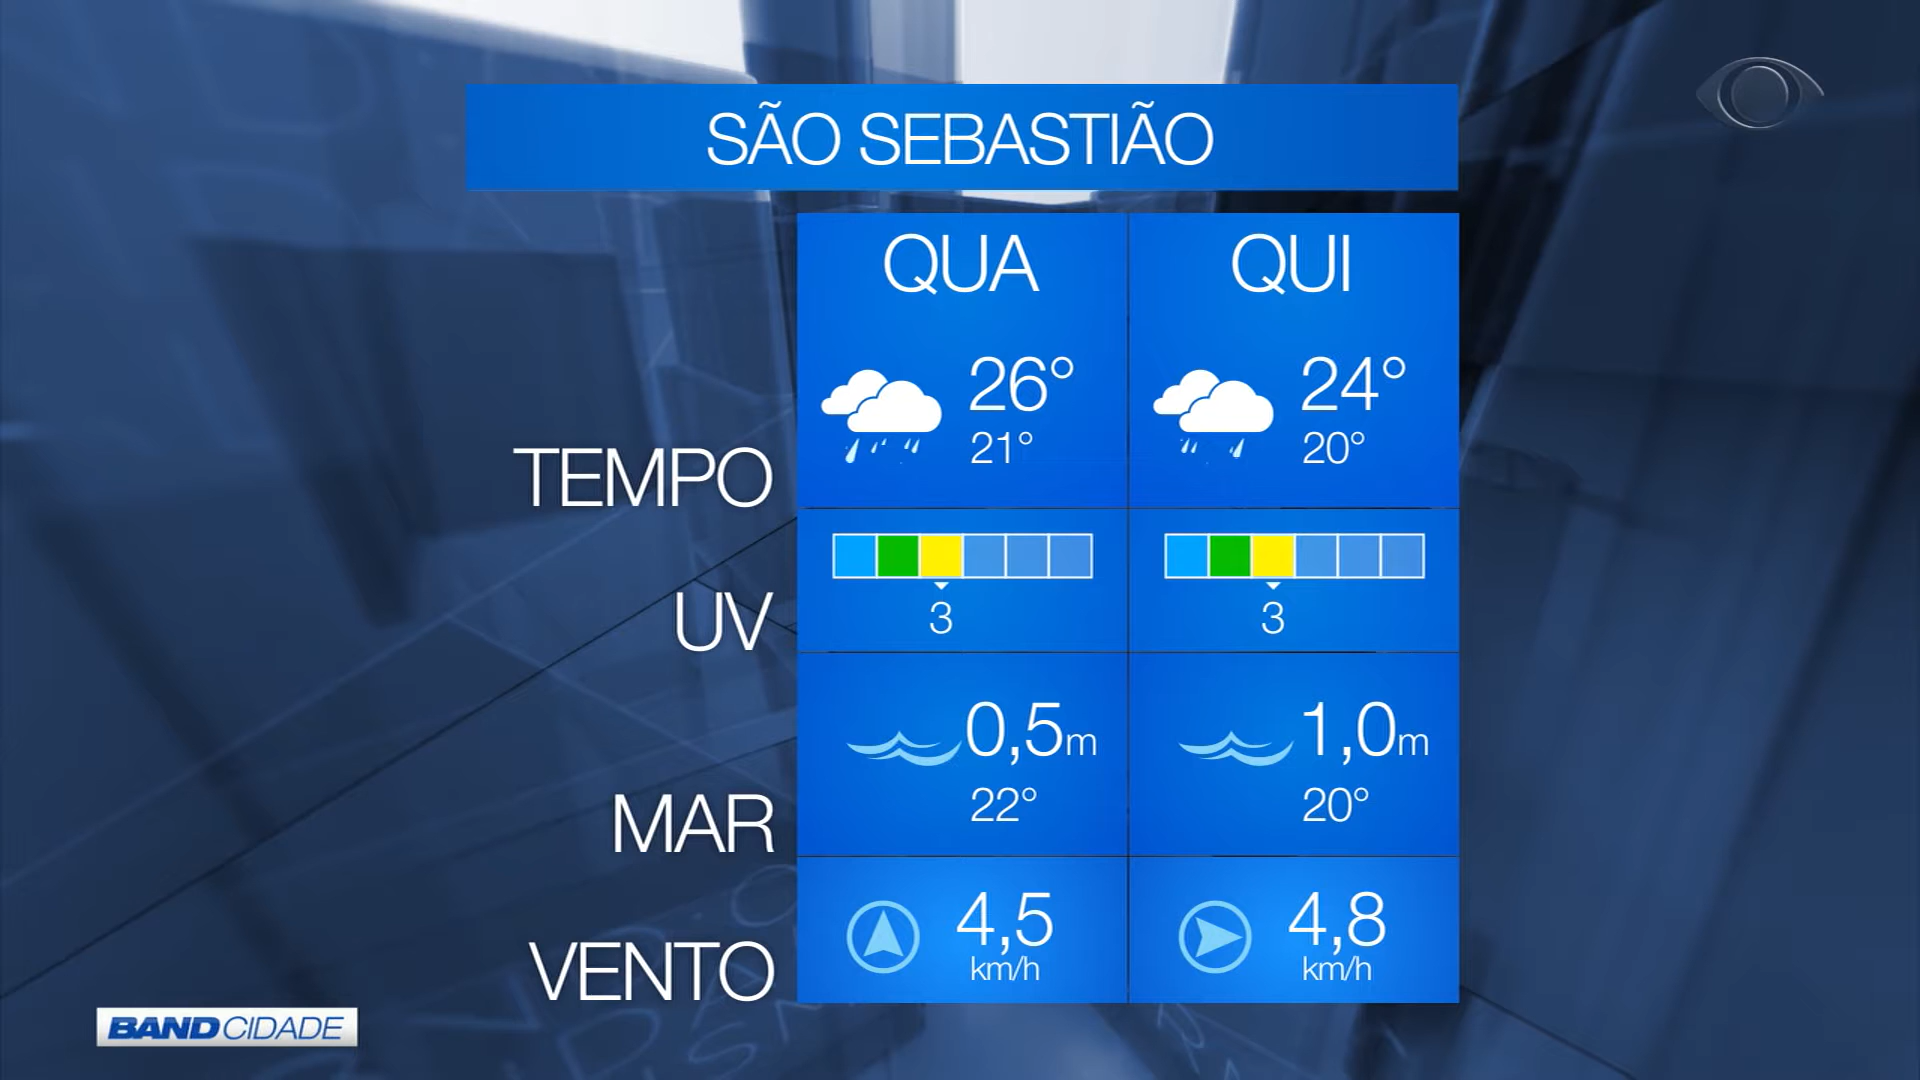 SÃO SEBASTIÃO
QUA QUI
TEMPO 26° 21° 24° 20°
UV 3 3
MAR 0,5m 22° 1,0m 20°
VENTO 4,5 km/h 4,8 km/h
BAND CIDADE